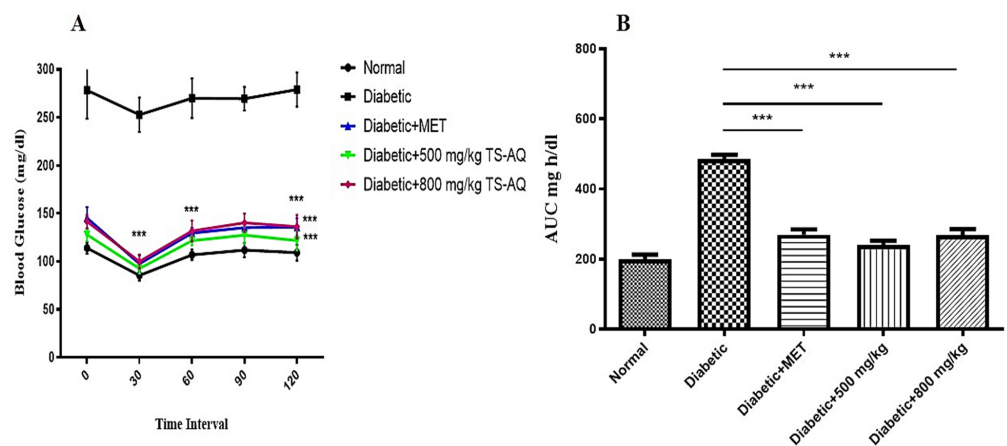 A
Blood Glucose (mg/dl)
300
250
200
150
100
50
0
0
30
60
90
120
Time Interval
***
***
***
***
***
Normal
Diabetic
Diabetic+MET
Diabetic+500 mg/kg TS-AQ
Diabetic+800 mg/kg TS-AQ
B
AUC mg h/dl
800
600
400
200
0
***
***
***
Normal
Diabetic
Diabetic+MET
Diabetic+500 mg/kg
Diabetic+800 mg/kg